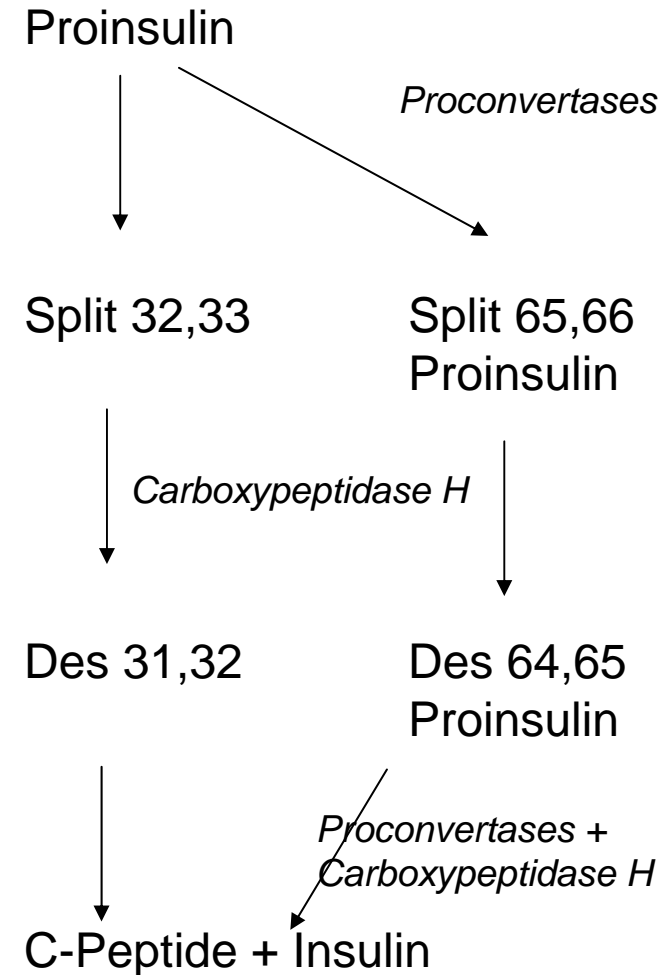 Proinsulin
Proconvertases
Split 32,33
Split 65,66
Proinsulin
Carboxypeptidase H
Des 31,32
Des 64,65
Proinsulin
Proconvertases +
Carboxypeptidase H
C-Peptide + Insulin